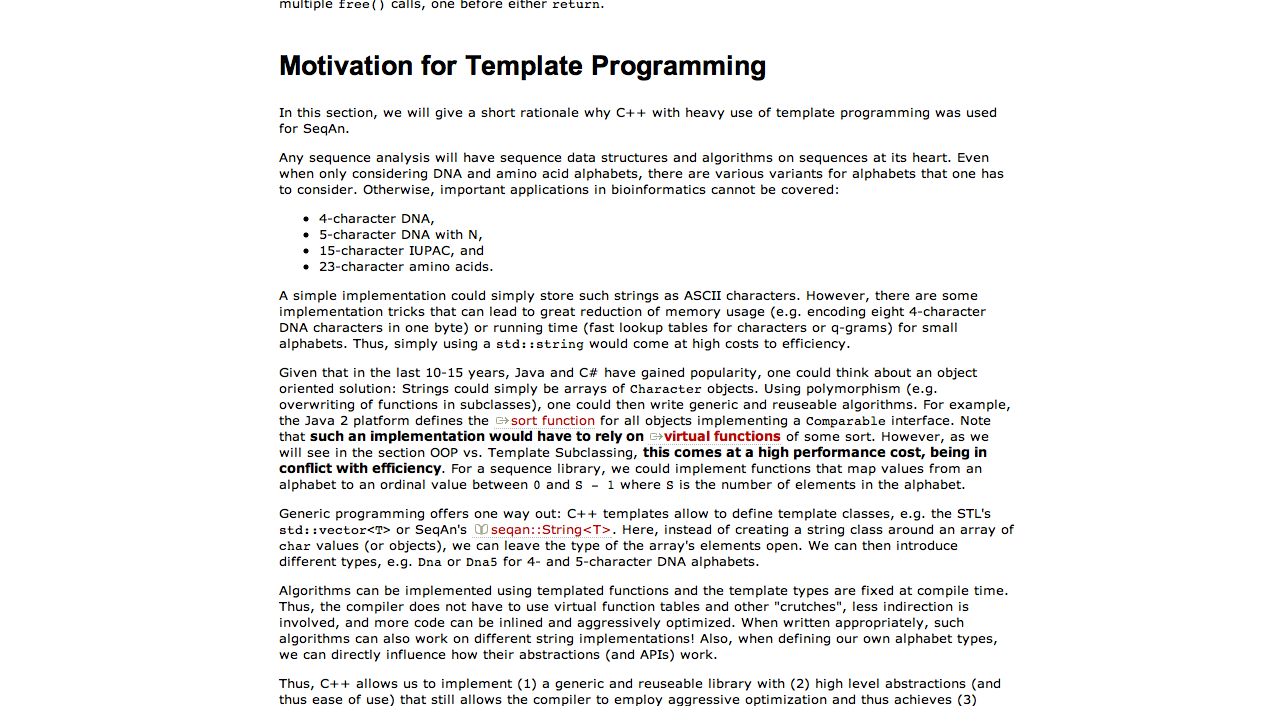 multiple free() calls, one before either return.
Motivation for Template Programming
In this section, we will give a short rationale why C++ with heavy use of template programming was used
for SeqAn.
Any sequence analysis will have sequence data structures and algorithms on sequences at its heart. Even
when only considering DNA and amino acid alphabets, there are various variants for alphabets that one has
to consider. Otherwise, important applications in bioinformatics cannot be covered:
• 4-character DNA,
• 5-character DNA with N,
• 15-character IUPAC, and
• 23-character amino acids.
A simple implementation could simply store such strings as ASCII characters. However, there are some
implementation tricks that can lead to great reduction of memory usage (e.g. encoding eight 4-character
DNA characters in one byte) or running time (fast lookup tables for characters or q-grams) for small
alphabets. Thus, simply using a std::string would come at high costs to efficiency.
Given that in the last 10-15 years, Java and C# have gained popularity, one could think about an object
oriented solution: Strings could simply be arrays of Character objects. Using polymorphism (e.g.
overwriting of functions in subclasses), one could then write generic and reuseable algorithms. For example,
the Java 2 platform defines the sort function for all objects implementing a Comparable interface. Note
that such an implementation would have to rely on virtual functions of some sort. However, as we
will see in the section OOP vs. Template Subclassing, this comes at a high performance cost, being in
conflict with efficiency. For a sequence library, we could implement functions that map values from an
alphabet to an ordinal value between 0 and S - 1 where S is the number of elements in the alphabet.
Generic programming offers one way out: C++ templates allow to define template classes, e.g. the STL's
std::vector<T> or SeqAn's seqan::String<T>. Here, instead of creating a string class around an array of
char values (or objects), we can leave the type of the array's elements open. We can then introduce
different types, e.g. Dna or Dna5 for 4- and 5-character DNA alphabets.
Algorithms can be implemented using templated functions and the template types are fixed at compile time.
Thus, the compiler does not have to use virtual function tables and other "crutches", less indirection is
involved, and more code can be inlined and aggressively optimized. When written appropriately, such
algorithms can also work on different string implementations! Also, when defining our own alphabet types,
we can directly influence how their abstractions (and APIs) work.
Thus, C++ allows us to implement (1) a generic and reuseable library with (2) high level abstractions (and
thus ease of use) that still allows the compiler to employ aggressive optimization and thus achieves (3)